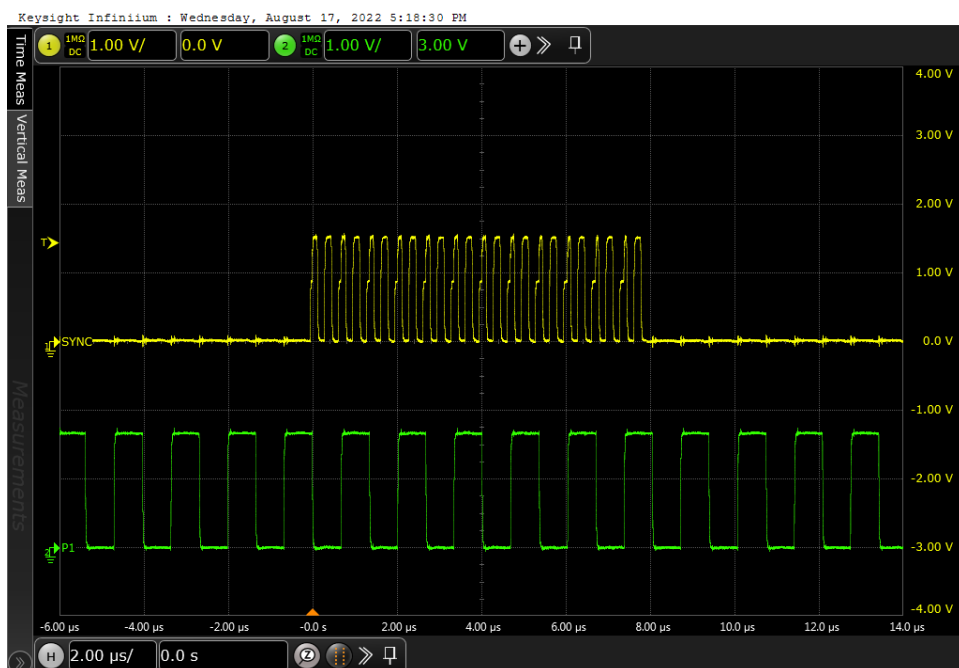 Keysight Infiniium : Wednesday, August 17, 2022 5:18:30 PM
Time Meas
Vertical Meas
Measurements
1 1MΩ DC 1.00 V/ 0.0 V 2 1MΩ DC 1.00 V/ 3.00 V
4.00 V
3.00 V
2.00 V
T
1.00 V
1 SYNC 0.0 V
-1.00 V
-2.00 V
2 P1 -3.00 V
-4.00 V
-6.00 µs -4.00 µs -2.00 µs -0.0 s 2.00 µs 4.00 µs 6.00 µs 8.00 µs 10.0 µs 12.0 µs 14.0 µs
H 2.00 µs/ 0.0 s Z